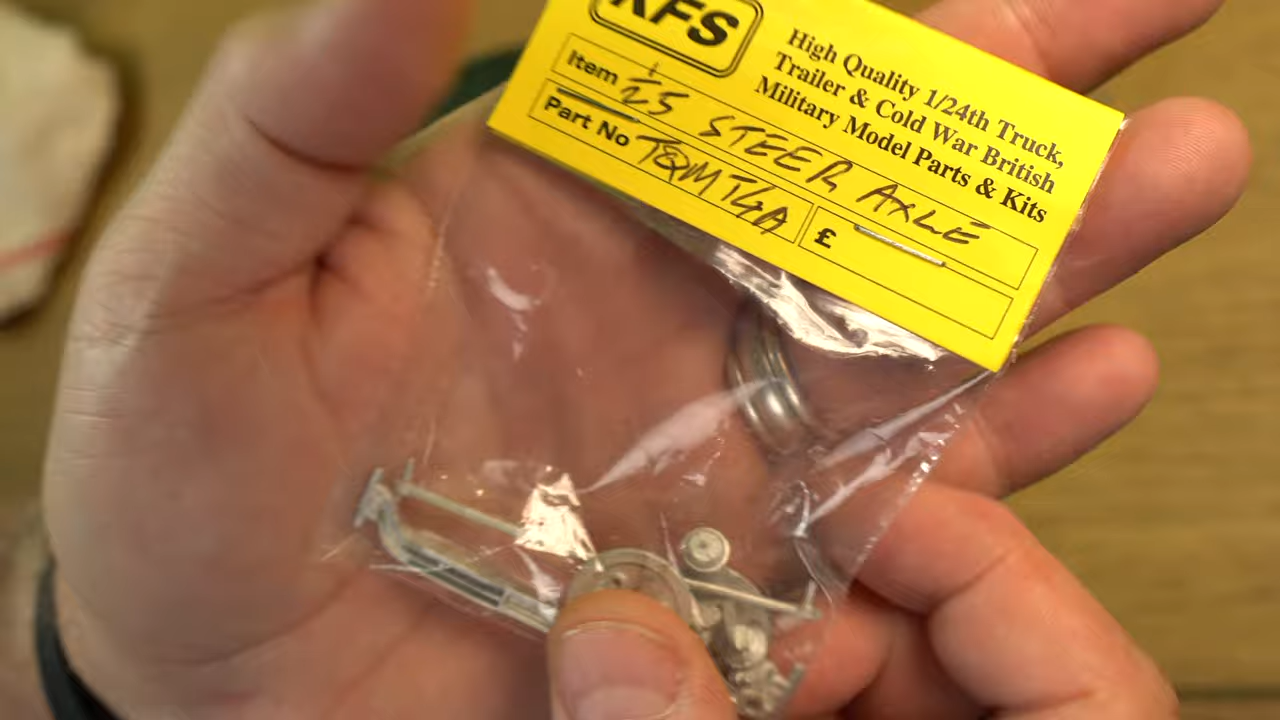 KFS
High Quality 1/24th Truck,
Trailer & Cold War British
Military Model Parts & Kits
Item 25 STEER AXLE
Part No TQMTGA
£